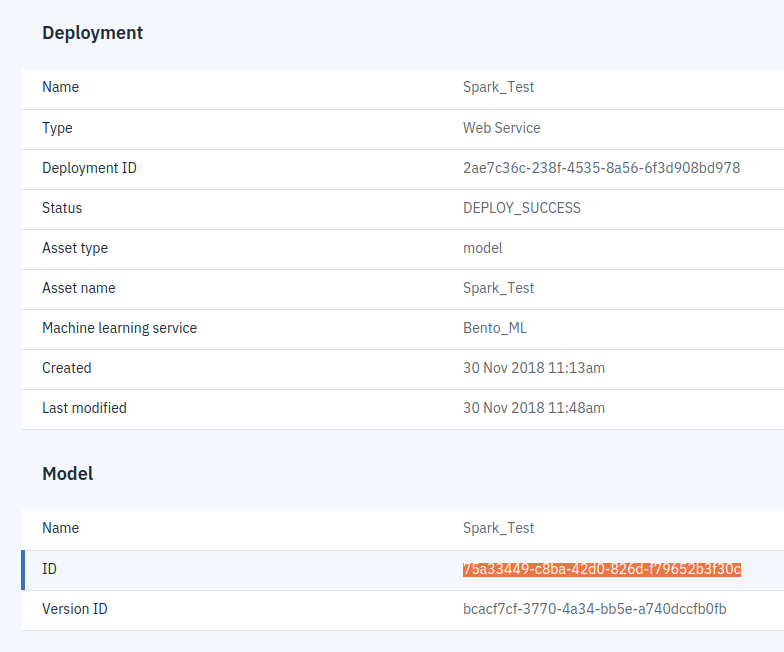 Deployment
Name Spark_Test
Type Web Service
Deployment ID 2ae7c36c-238f-4535-8a56-6f3d908bd978
Status DEPLOY_SUCCESS
Asset type model
Asset name Spark_Test
Machine learning service Bento_ML
Created 30 Nov 2018 11:13am
Last modified 30 Nov 2018 11:48am
Model
Name Spark_Test
ID 75a33449-c8ba-42d0-826d-f79652b3f30c
Version ID bcacf7cf-3770-4a34-bb5e-a740dccfb0fb